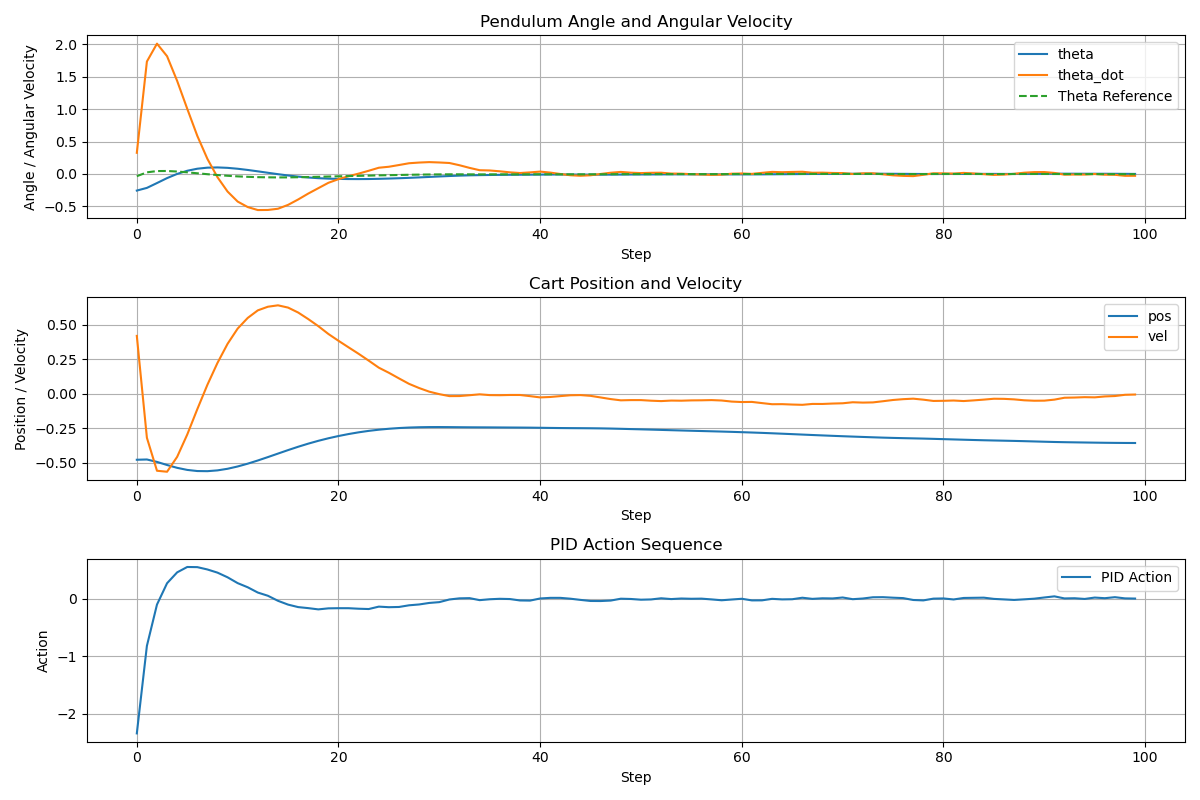 Pendulum Angle and Angular Velocity
Angle / Angular Velocity
2.0
1.5
1.0
0.5
0.0
−0.5
theta
theta_dot
Theta Reference
0 20 40 60 80 100
Step
Cart Position and Velocity
Position / Velocity
0.50
0.25
0.00
−0.25
−0.50
pos
vel
0 20 40 60 80 100
Step
PID Action Sequence
Action
0
−1
−2
PID Action
0 20 40 60 80 100
Step